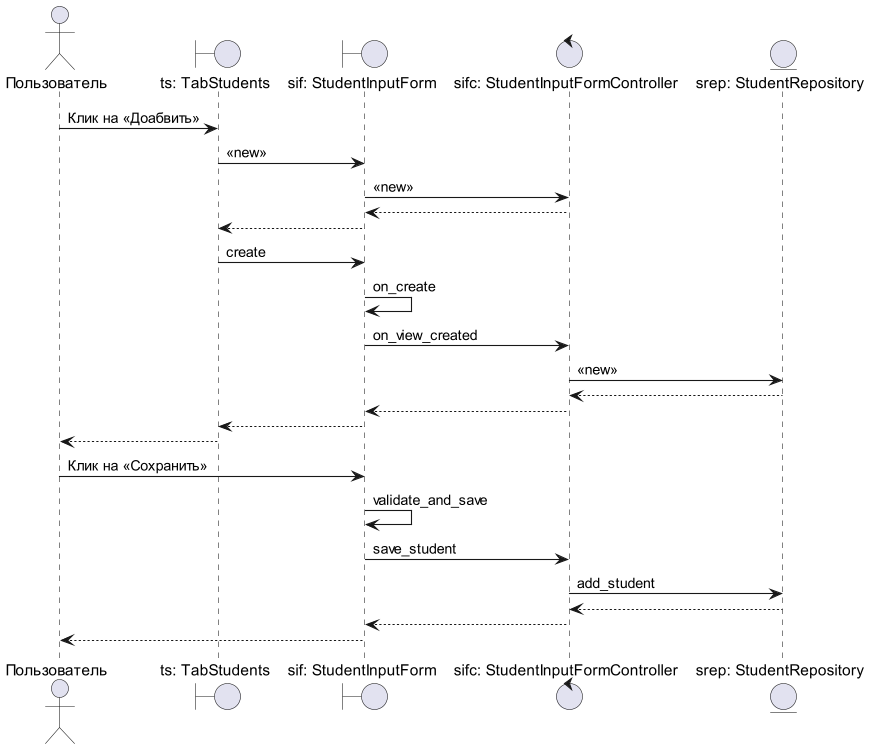 Пользователь
ts: TabStudents
sif: StudentInputForm
sifc: StudentInputFormController
srep: StudentRepository
Клик на «Доабвить»
«new»
«new»
create
on_create
on_view_created
«new»
Клик на «Сохранить»
validate_and_save
save_student
add_student
Пользователь
ts: TabStudents
sif: StudentInputForm
sifc: StudentInputFormController
srep: StudentRepository